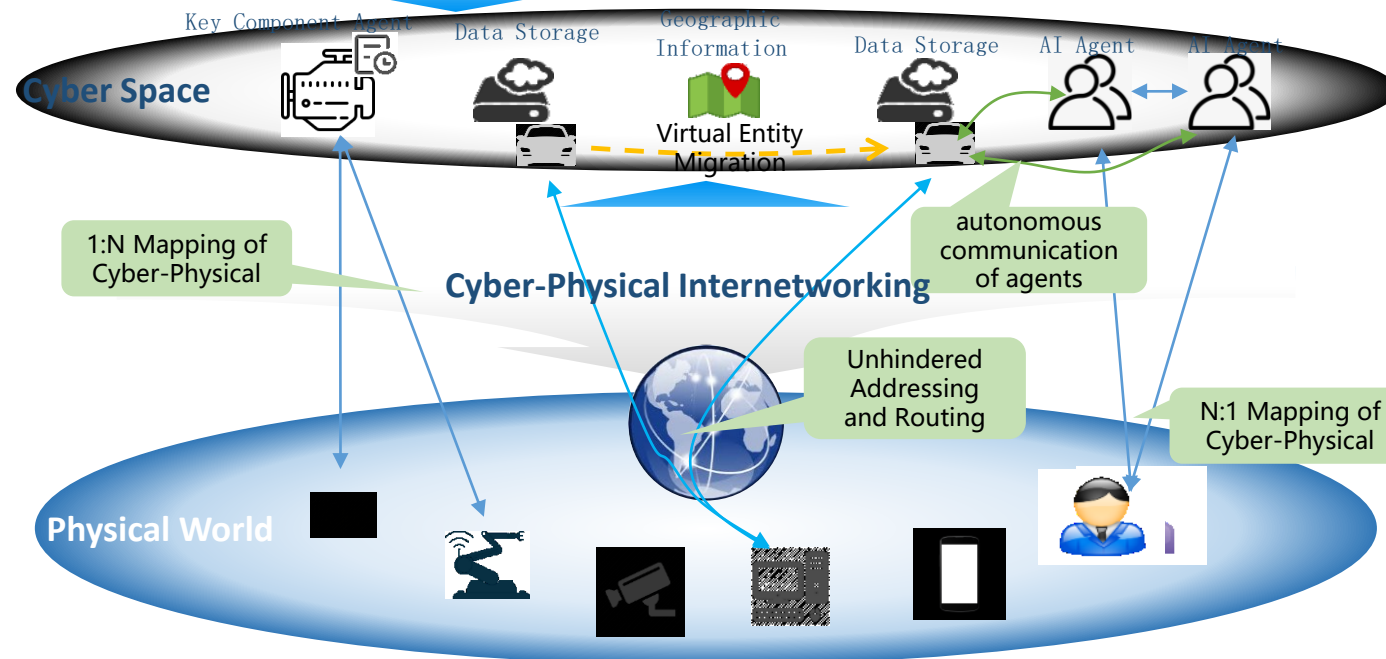 Key Component Agent
Data Storage
Geographic
Information
Data Storage
AI Agent
AI Agent
Cyber Space
Virtual Entity
Migration
1:N Mapping of
Cyber-Physical
autonomous
communication
of agents
Cyber-Physical Internetworking
Unhindered
Addressing
and Routing
N:1 Mapping of
Cyber-Physical
Physical World